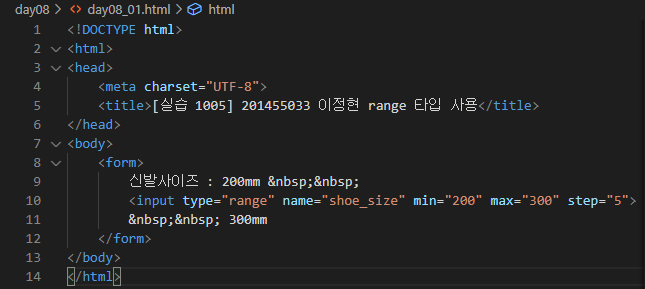 day08 > <> day08_01.html > html
1 <!DOCTYPE html>
2 <html>
3 <head>
4 <meta charset="UTF-8">
5 <title>[실습 1005] 201455033 이정현 range 타입 사용</title>
6 </head>
7 <body>
8 <form>
9 신발사이즈 : 200mm &nbsp;&nbsp;
10 <input type="range" name="shoe_size" min="200" max="300" step="5">
11 &nbsp;&nbsp; 300mm
12 </form>
13 </body>
14 </html>